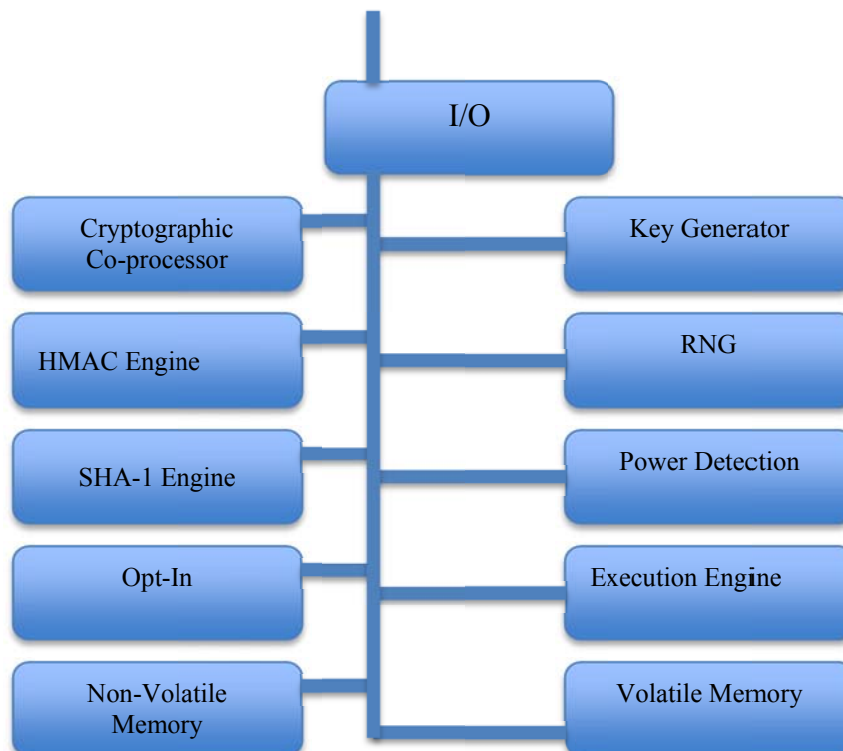 I/O
Cryptographic
Co-processor
Key Generator
HMAC Engine
RNG
SHA-1 Engine
Power Detection
Opt-In
Execution Engine
Non-Volatile
Memory
Volatile Memory